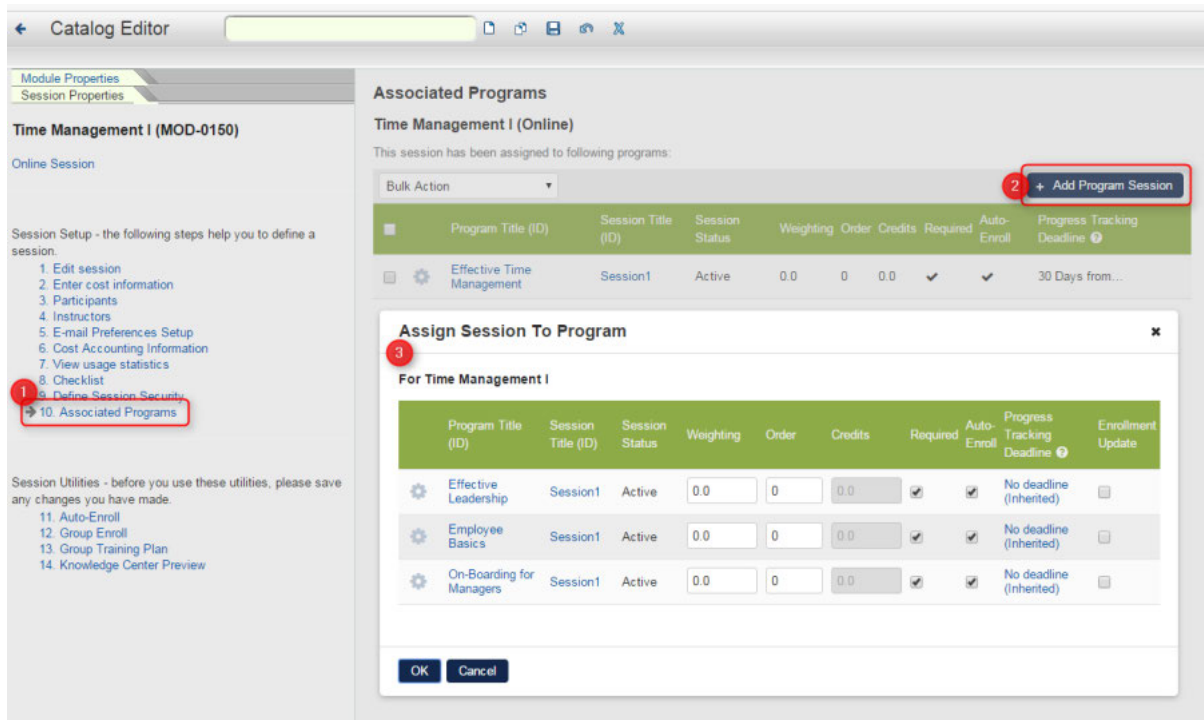 Catalog Editor
Module Properties
Session Properties
Time Management I (MOD-0150)
Online Session
Session Setup - the following steps help you to define a
session.
1. Edit session
2. Enter cost information
3. Participants
4. Instructors
5. E-mail Preferences Setup
6. Cost Accounting Information
7. View usage statistics
8. Checklist
1
9. Define Session Security
10. Associated Programs
Session Utilities - before you use these utilities, please save
any changes you have made.
11. Auto-Enroll
12. Group Enroll
13. Group Training Plan
14. Knowledge Center Preview
Associated Programs
Time Management I (Online)
This session has been assigned to following programs:
Bulk Action
2
+ Add Program Session
Program Title (ID) Session Title (ID) Session Status Weighting Order Credits Required Auto-Enroll Progress Tracking Deadline ?
Effective Time Management Session1 Active 0.0 0 0.0 30 Days from...
Assign Session To Program
3
For Time Management I
Program Title (ID) Session Title (ID) Session Status Weighting Order Credits Required Auto-Enroll Progress Tracking Deadline ? Enrollment Update
Effective Leadership Session1 Active 0.0 0 0.0 No deadline (Inherited)
Employee Basics Session1 Active 0.0 0 0.0 No deadline (Inherited)
On-Boarding for Managers Session1 Active 0.0 0 0.0 No deadline (Inherited)
OK Cancel